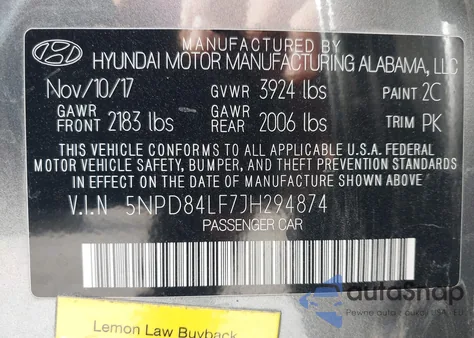 MANUFACTURED BY
HYUNDAI MOTOR MANUFACTURING ALABAMA, LLC
Nov/10/17 GVWR 3924 lbs PAINT 2C
GAWR FRONT 2183 lbs GAWR REAR 2006 lbs TRIM PK
THIS VEHICLE CONFORMS TO ALL APPLICABLE U.S.A. FEDERAL
MOTOR VEHICLE SAFETY, BUMPER, AND THEFT PREVENTION STANDARDS
IN EFFECT ON THE DATE OF MANUFACTURE SHOWN ABOVE.
V.I.N 5NPD84LF7JH294874
PASSENGER CAR
autoSnap
Lemon Law Buyback